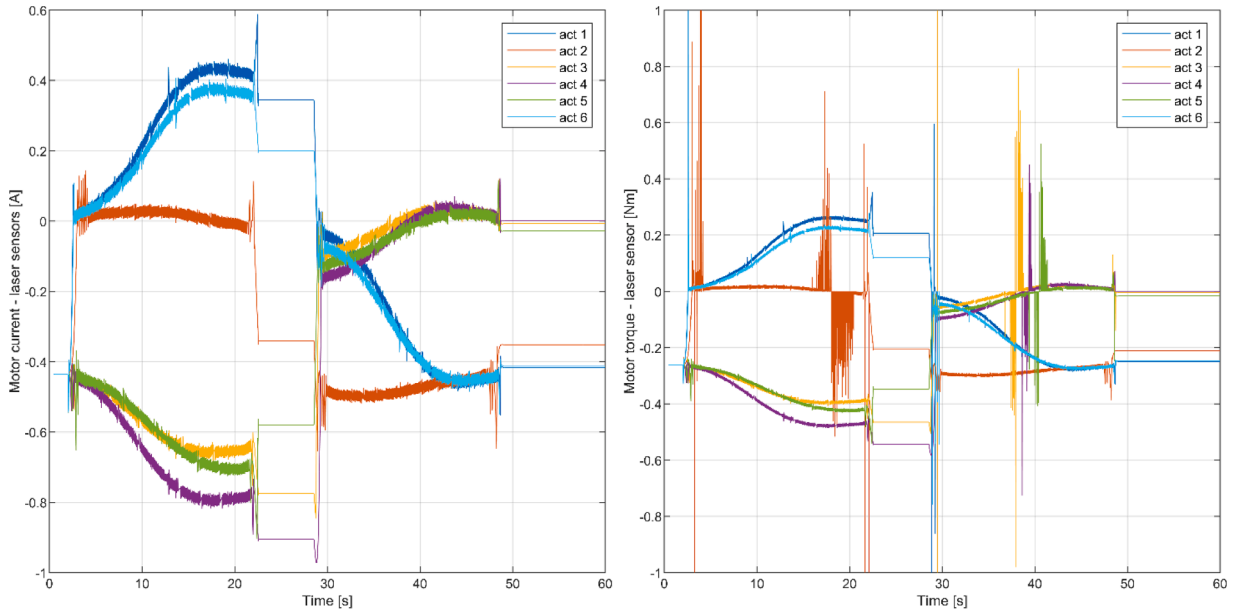 0.6
0.4
0.2
0
-0.2
-0.4
-0.6
-0.8
-1
0
10
20
30
40
50
60
Time [s]
Motor current - laser sensors [A]
act 1
act 2
act 3
act 4
act 5
act 6
1
0.8
0.6
0.4
0.2
0
-0.2
-0.4
-0.6
-0.8
-1
0
10
20
30
40
50
60
Time [s]
Motor torque - laser sensor [Nm]
act 1
act 2
act 3
act 4
act 5
act 6